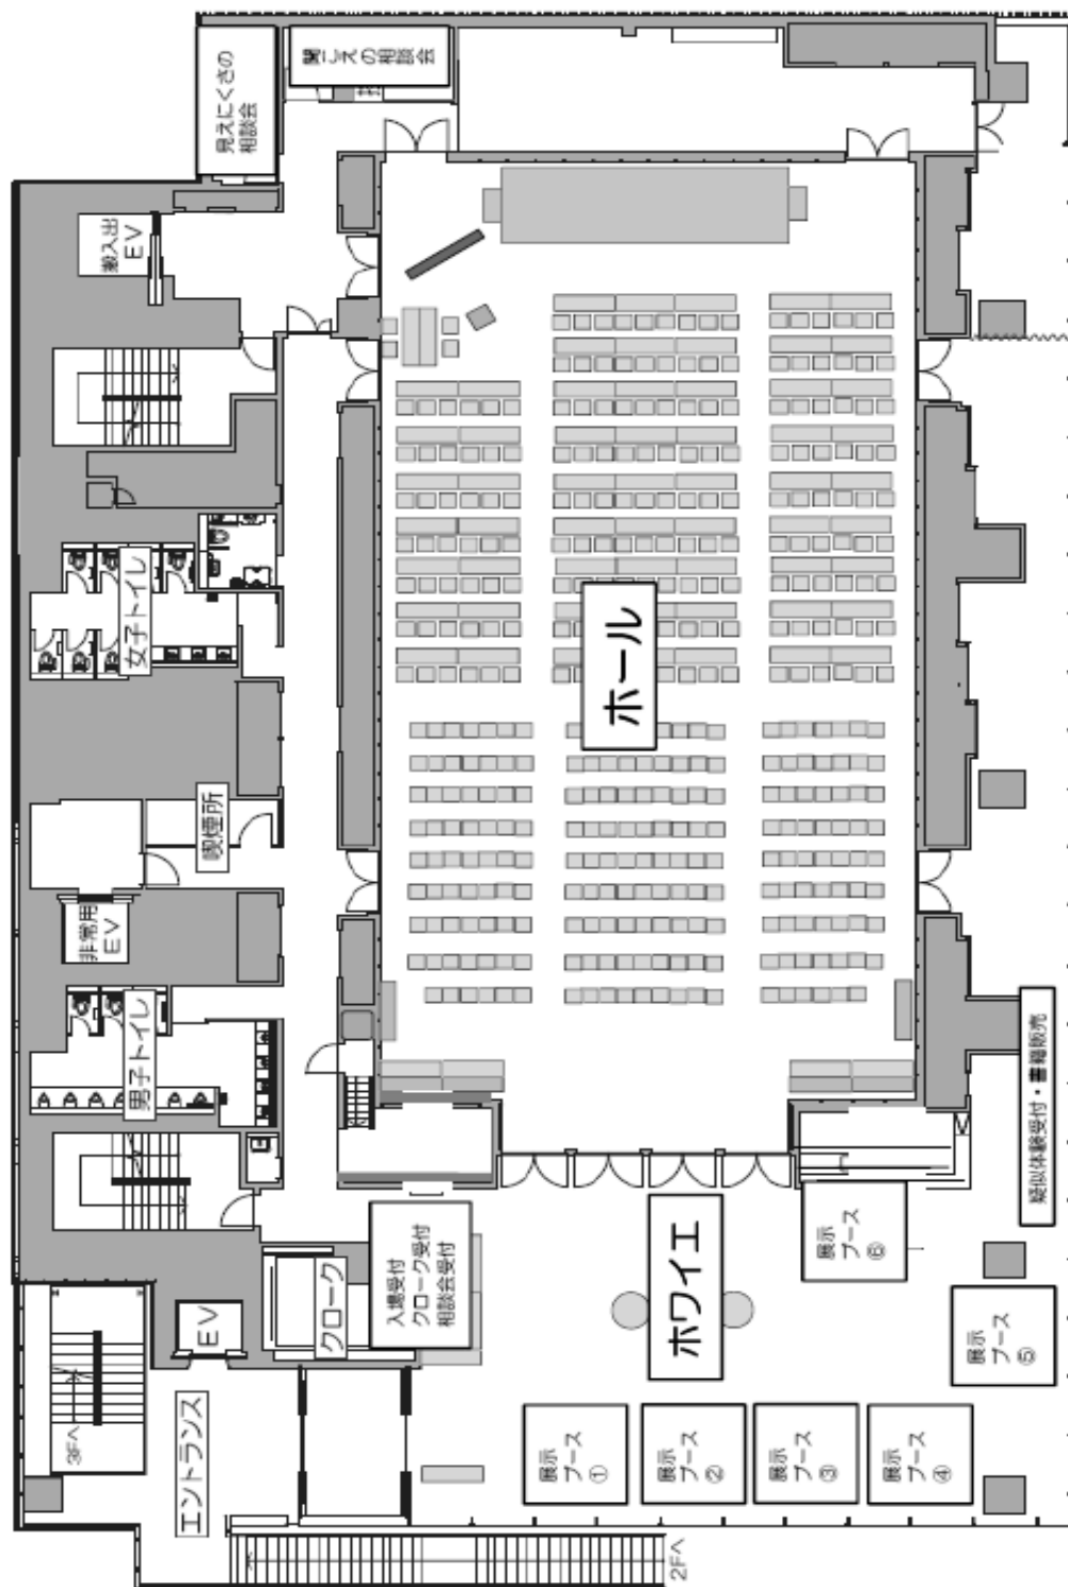 見えにくさの
相談会
聞こえの相談会
搬入出
EV
女子トイレ
喫煙所
非常用
EV
男子トイレ
ホール
疑似体験受付・書籍販売
入場受付
クローク受付
相談会受付
クローク
EV
3Fへ
エントランス
ホワイエ
展示
ブース
⑥
展示
ブース
⑤
展示
ブース
①
展示
ブース
②
展示
ブース
③
展示
ブース
④
2Fへ